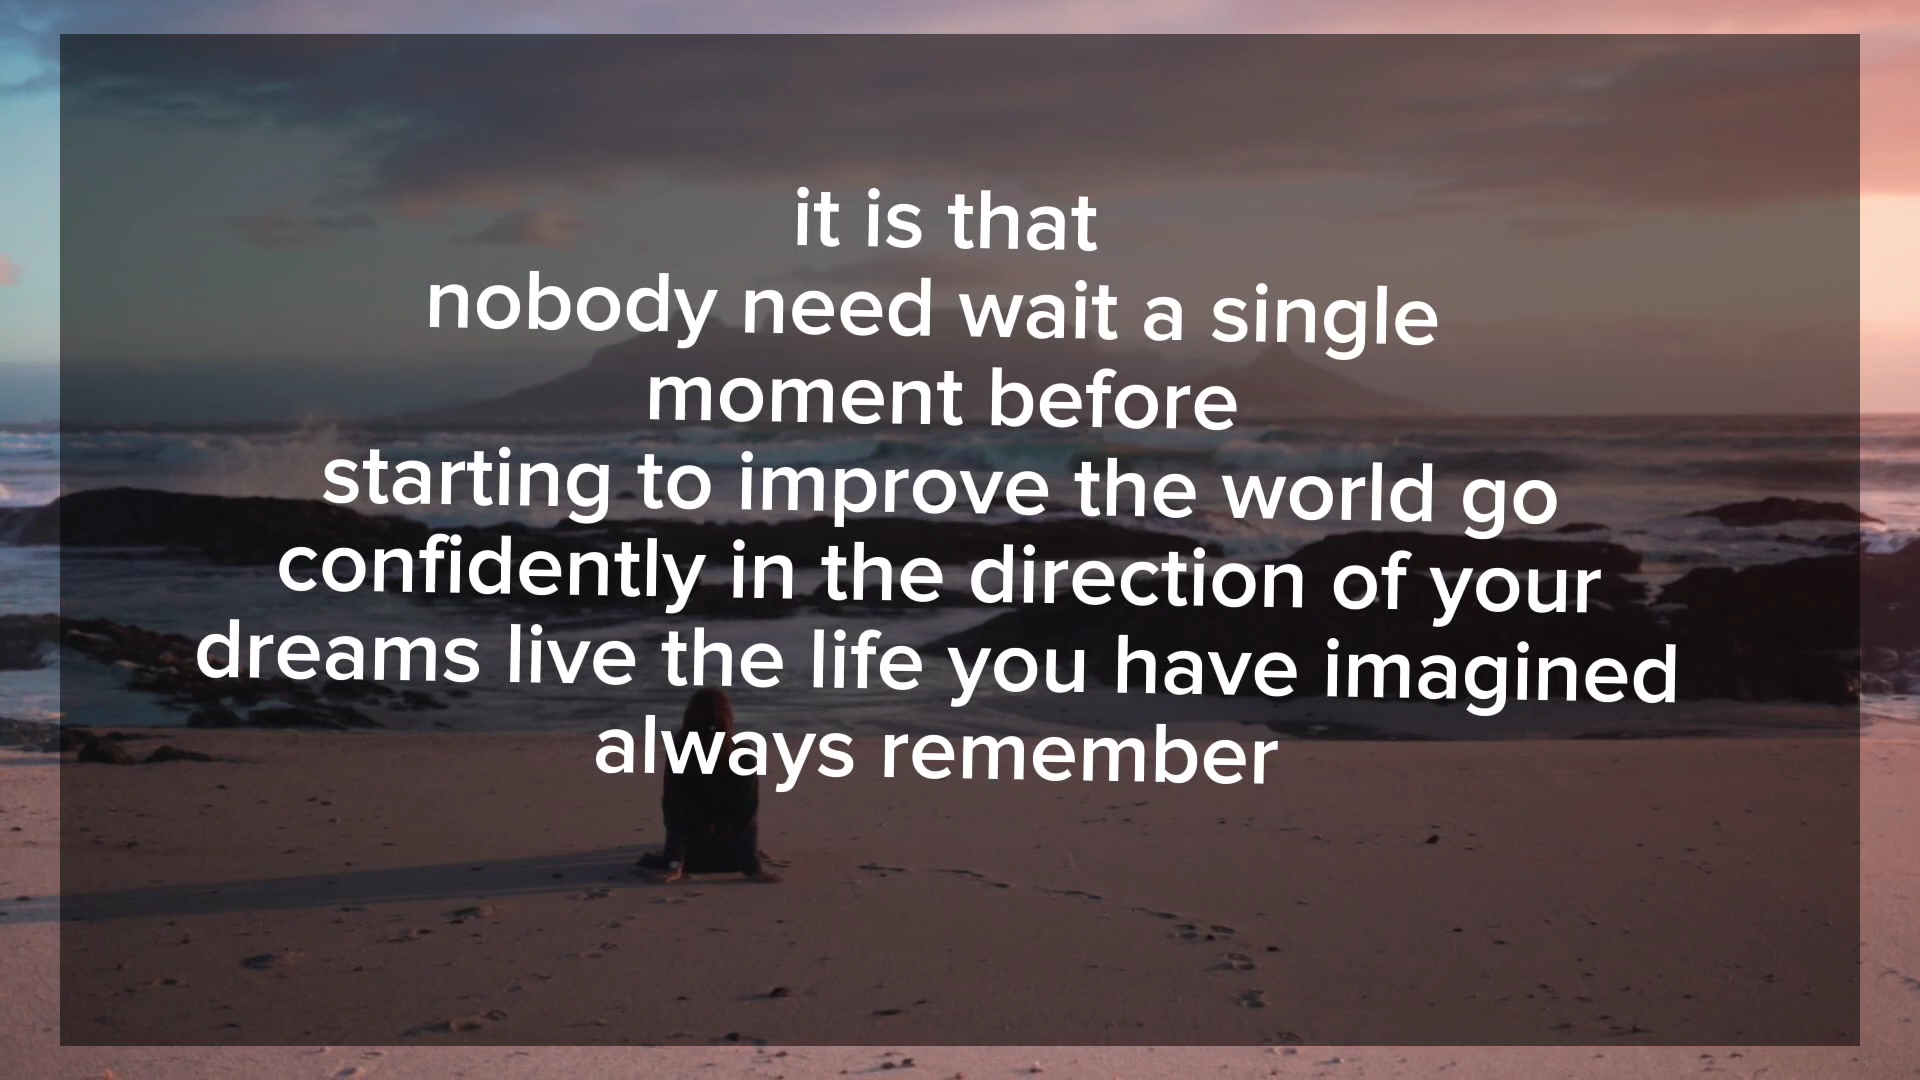 it is that
nobody need wait a single
moment before
starting to improve the world go
confidently in the direction of your
dreams live the life you have imagined
always remember